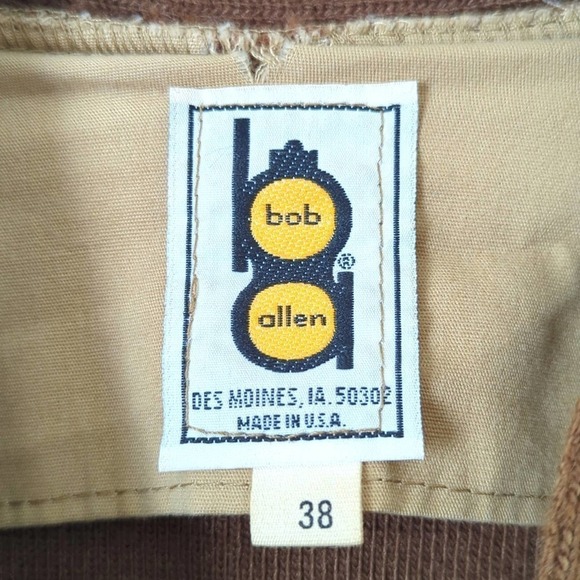 bob
allen
®
DES MOINES, IA. 50302
MADE IN U.S.A.
38